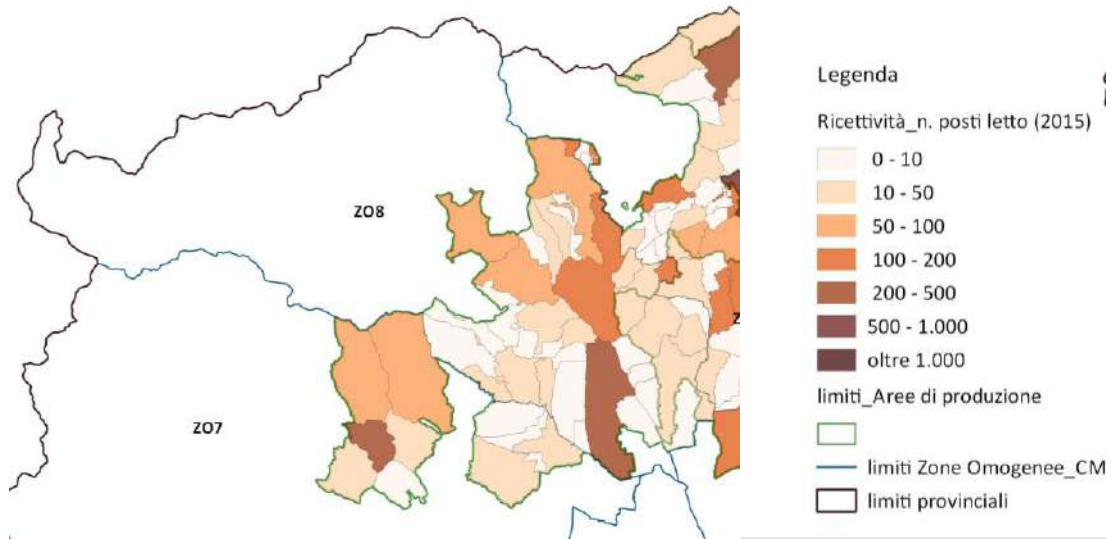 ZO8
ZO7
Z
Legenda
Ricettività_n. posti letto (2015)
0 - 10
10 - 50
50 - 100
100 - 200
200 - 500
500 - 1.000
oltre 1.000
limiti_Aree di produzione
limiti Zone Omogenee_CM
limiti provinciali